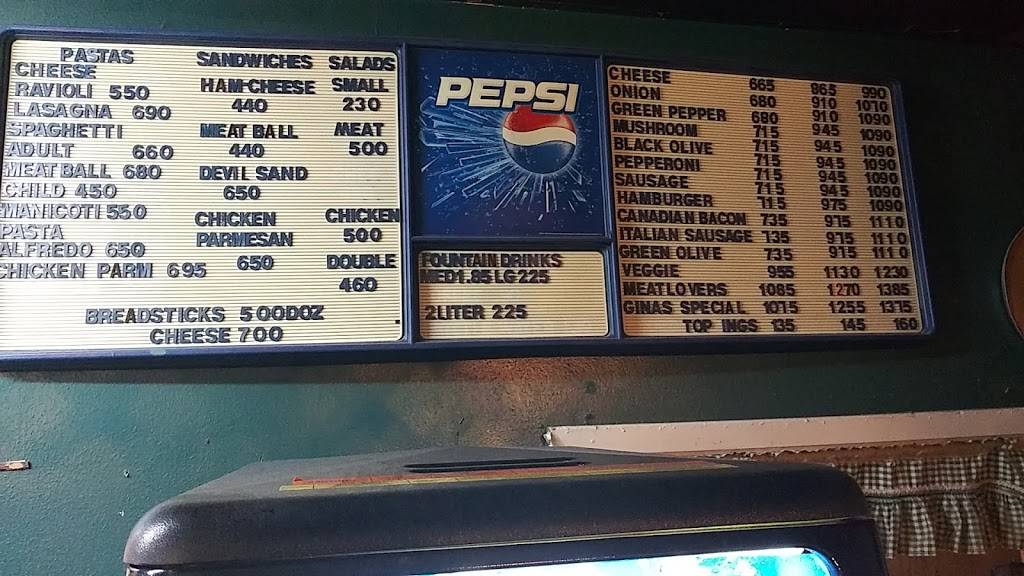 PASTAS
CHEESE
RAVIOLI 550
LASAGNA 690
SPAGHETTI
ADULT 660
MEAT BALL 680
CHILD 450
MANICOTI 550
PASTA
ALFREDO 650
CHICKEN PARM 695
SANDWICHES
HAM-CHEESE
440
MEAT BALL
440
DEVIL SAND
650
CHICKEN
PARMESAN
650
SALADS
SMALL
230
MEAT
500
CHICKEN
500
DOUBLE
460
BREADSTICKS 500DOZ
CHEESE 700
PEPSI
FOUNTAIN DRINKS
MED1.85 LG 225
2LITER 225
CHEESE 665 865 990
ONION 680 910 1010
GREEN PEPPER 680 910 1090
MUSHROOM 715 945 1090
BLACK OLIVE 715 945 1090
PEPPERONI 715 945 1090
SAUSAGE 715 945 1090
HAMBURGER 715 975 1090
CANADIAN BACON 735 975 1110
ITALIAN SAUSAGE 135 975 1110
GREEN OLIVE 735 915 1110
VEGGIE 955 1130 1230
MEATLOVERS 1085 1270 1385
GINAS SPECIAL 1075 1255 1375
TOP INGS 135 145 160